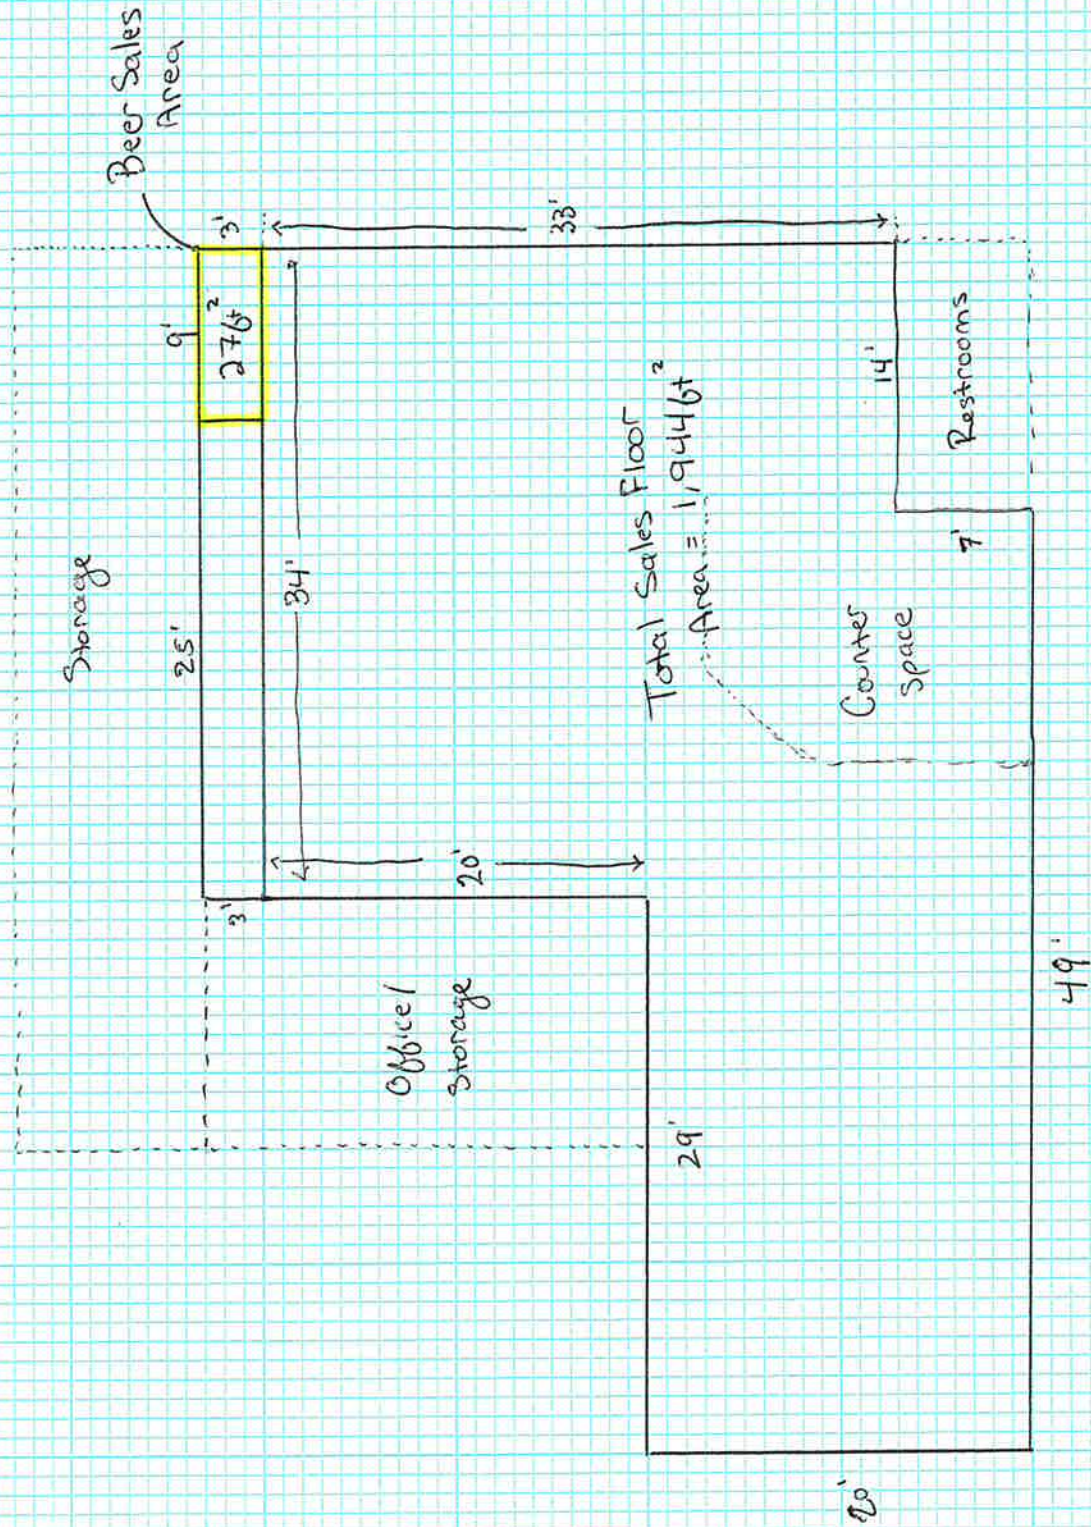 Beer Sales
Area
Storage
9'
3'
27ft²
25'
34'
3'
33'
20'
Office/
Storage
Total Sales Floor
Area = 1,944ft²
14'
Restrooms
7'
Counter
Space
29'
20'
49'